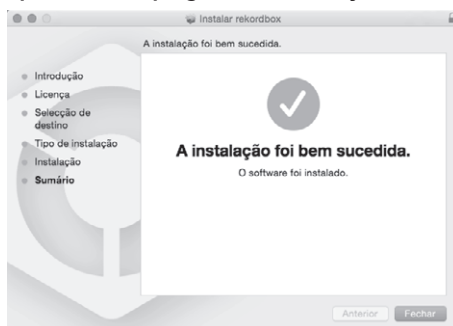 Instalar rekordbox
A instalação foi bem sucedida.
Introdução
Licença
Selecção de
destino
Tipo de instalação
Instalação
Sumário
A instalação foi bem sucedida.
O software foi instalado.
Anterior
Fechar